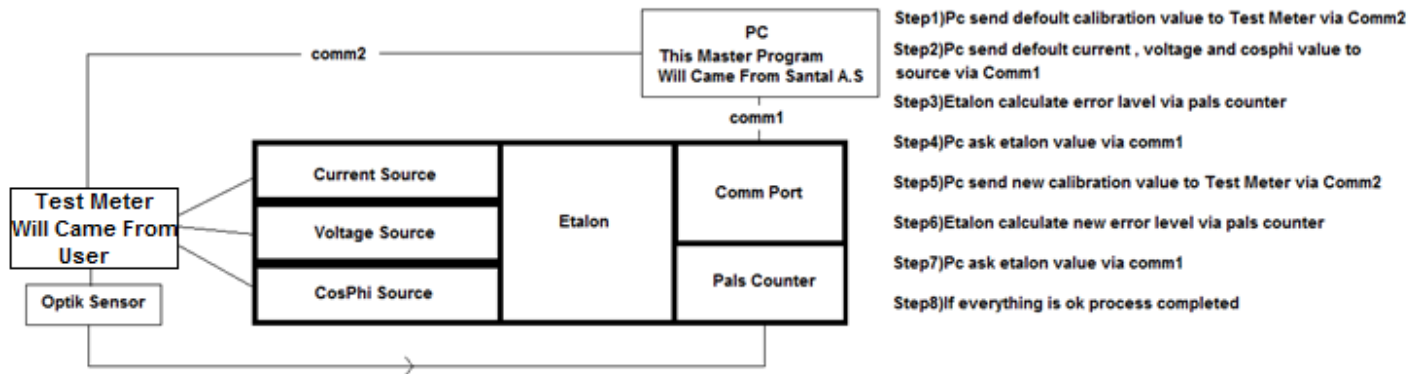 PC
This Master Program
Will Came From Santal A.S
comm2
comm1
Current Source
Voltage Source
CosPhi Source
Etalon
Comm Port
Pals Counter
Test Meter
Will Came From
User
Optik Sensor
Step1)Pc send defoult calibration value to Test Meter via Comm2
Step2)Pc send defoult current , voltage and cosphi value to
source via Comm1
Step3)Etalon calculate error lavel via pals counter
Step4)Pc ask etalon value via comm1
Step5)Pc send new calibration value to Test Meter via Comm2
Step6)Etalon calculate new error level via pals counter
Step7)Pc ask etalon value via comm1
Step8)If everything is ok process completed